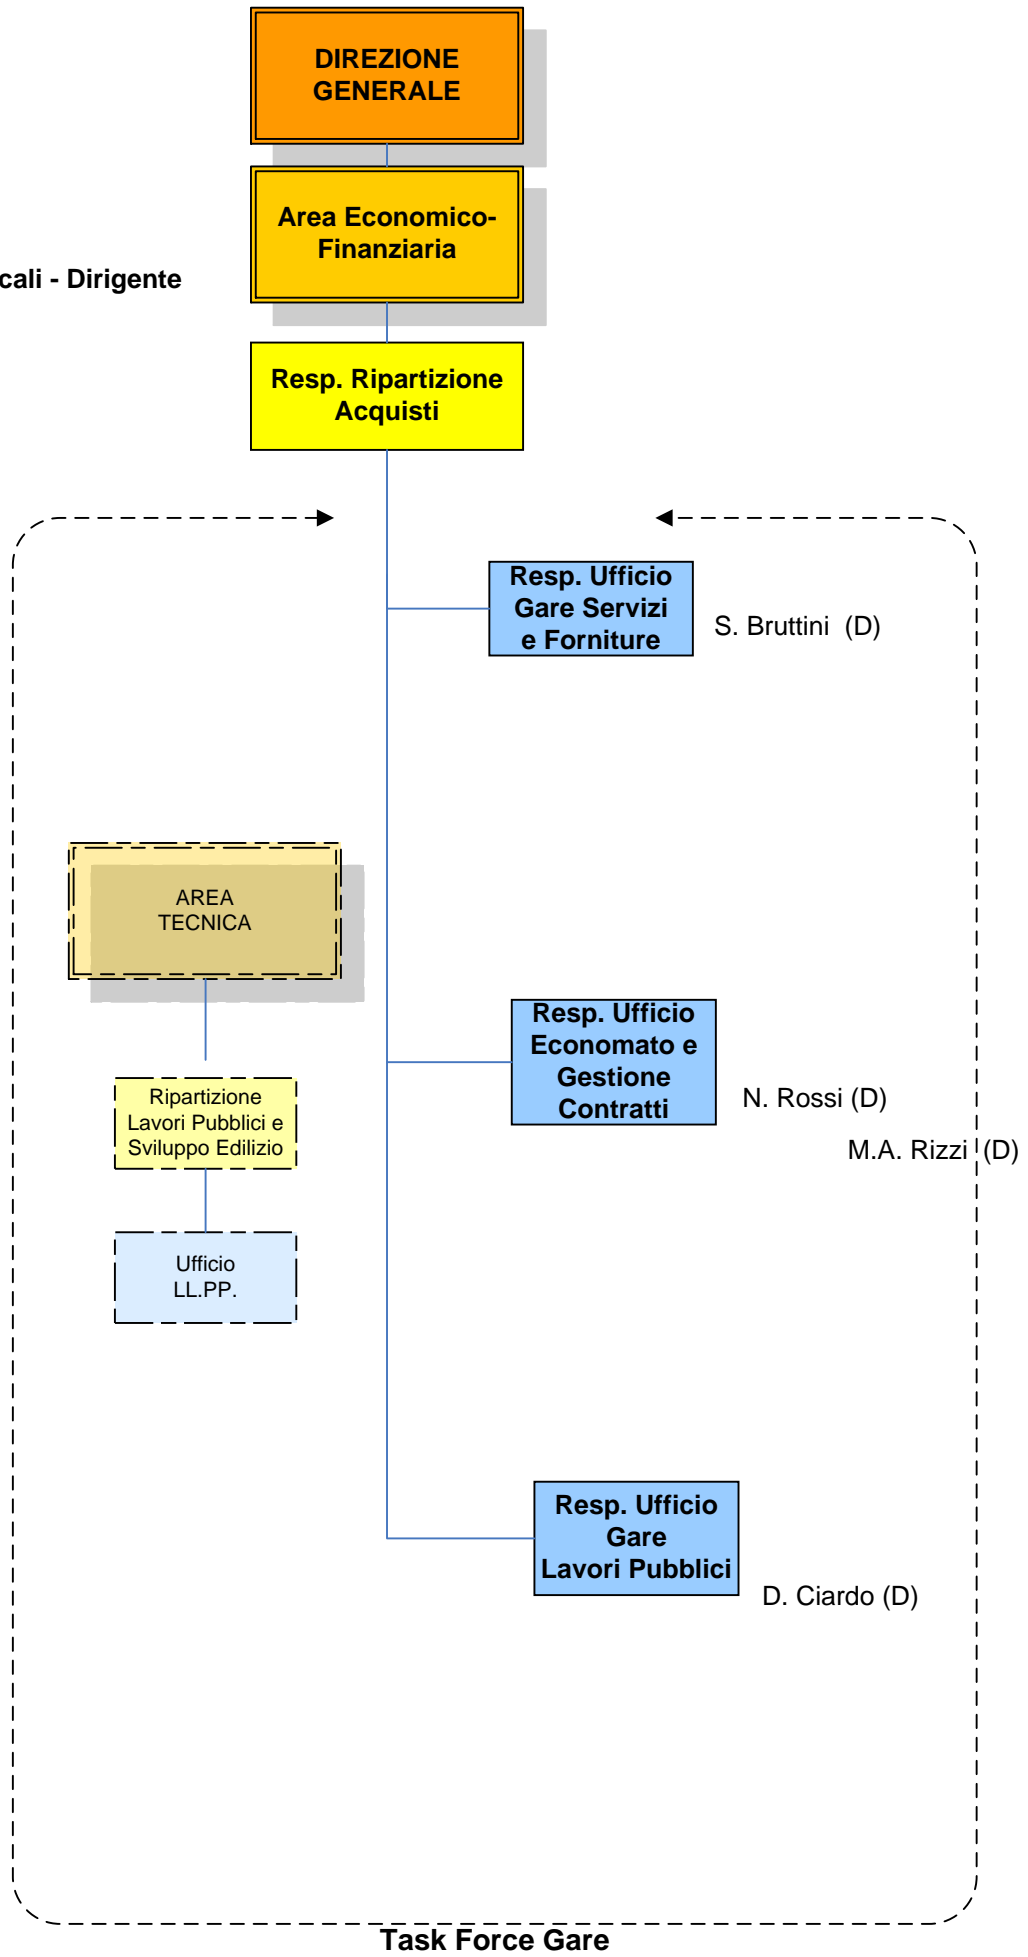 DIREZIONE
GENERALE
Area Economico-
Finanziaria
cali - Dirigente
Resp. Ripartizione
Acquisti
Resp. Ufficio
Gare Servizi
e Forniture
S. Bruttini (D)
AREA
TECNICA
Resp. Ufficio
Economato e
Gestione
Contratti
N. Rossi (D)
M.A. Rizzi (D)
Ripartizione
Lavori Pubblici e
Sviluppo Edilizio
Ufficio
LL.PP.
Resp. Ufficio
Gare
Lavori Pubblici
D. Ciardo (D)
Task Force Gare